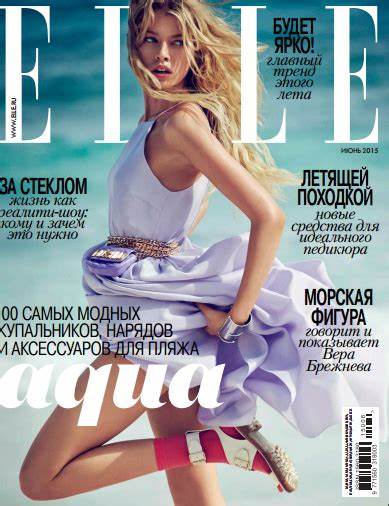 ELLE
WWW.ELLE.RU
БУДЕТ
ЯРКО!
главный
тренд
этого
лета
ИЮНЬ 2015
ЗА СТЕКЛОМ
жизнь как
реалити-шоу:
кому и зачем
это нужно
ЛЕТЯЩЕЙ
ПОХОДКОЙ
новые
средства для
идеального
педикюра
МОРСКАЯ
ФИГУРА
говорит и
показывает
Вера
Брежнева
00 САМЫХ МОДНЫХ
КУПАЛЬНИКОВ, НАРЯДОВ
И АКСЕССУАРОВ ДЛЯ ПЛЯЖА
aqua